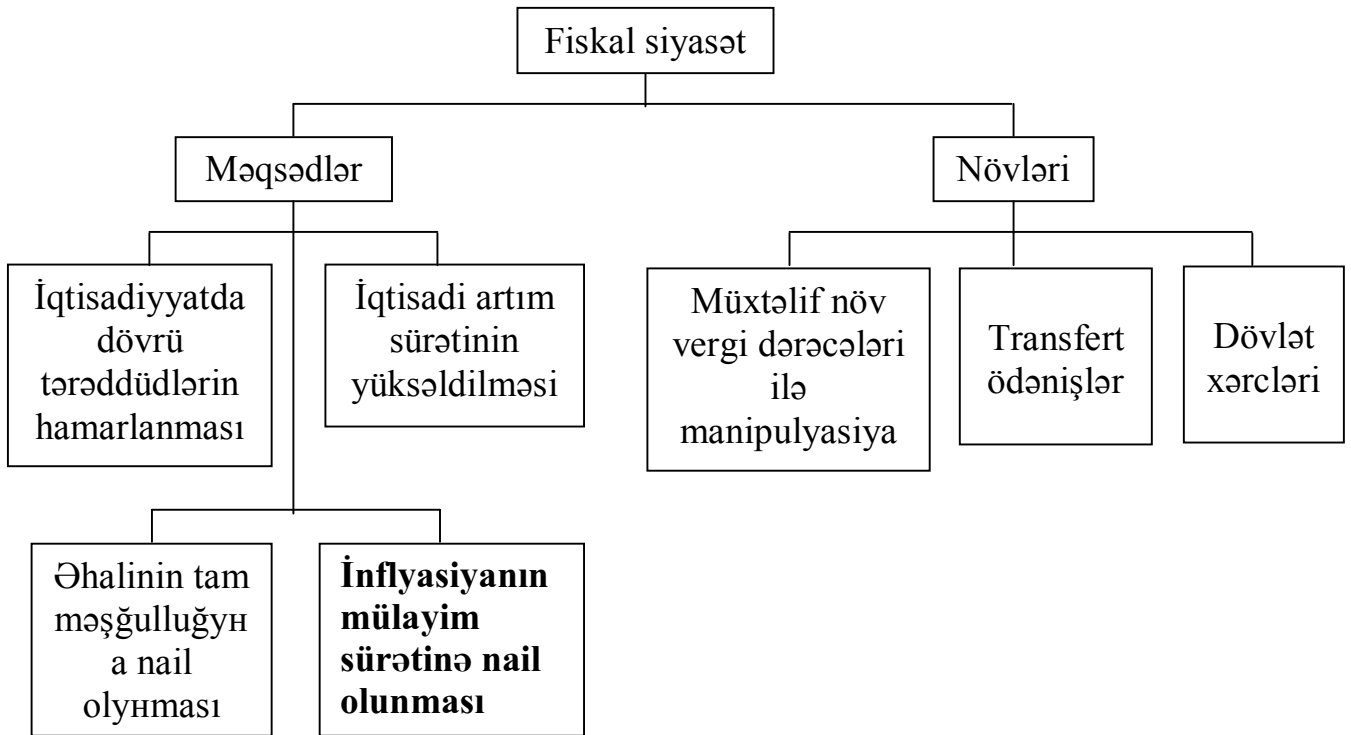 Fiskal siyasət
Məqsədlər
Növləri
İqtisadiyyatda
dövrü
tərəddüdlərin
hamarlanması
İqtisadi artım
sürətinin
yüksəldilməsi
Müxtəlif növ
vergi dərəcələri
ilə
manipulyasiya
Transfert
ödənişlər
Dövlət
xərcləri
Əhalinin tam
məşğulluğyн
a nail
olyнması
İnflyasiyanın
mülayim
sürətinə nail
olunması